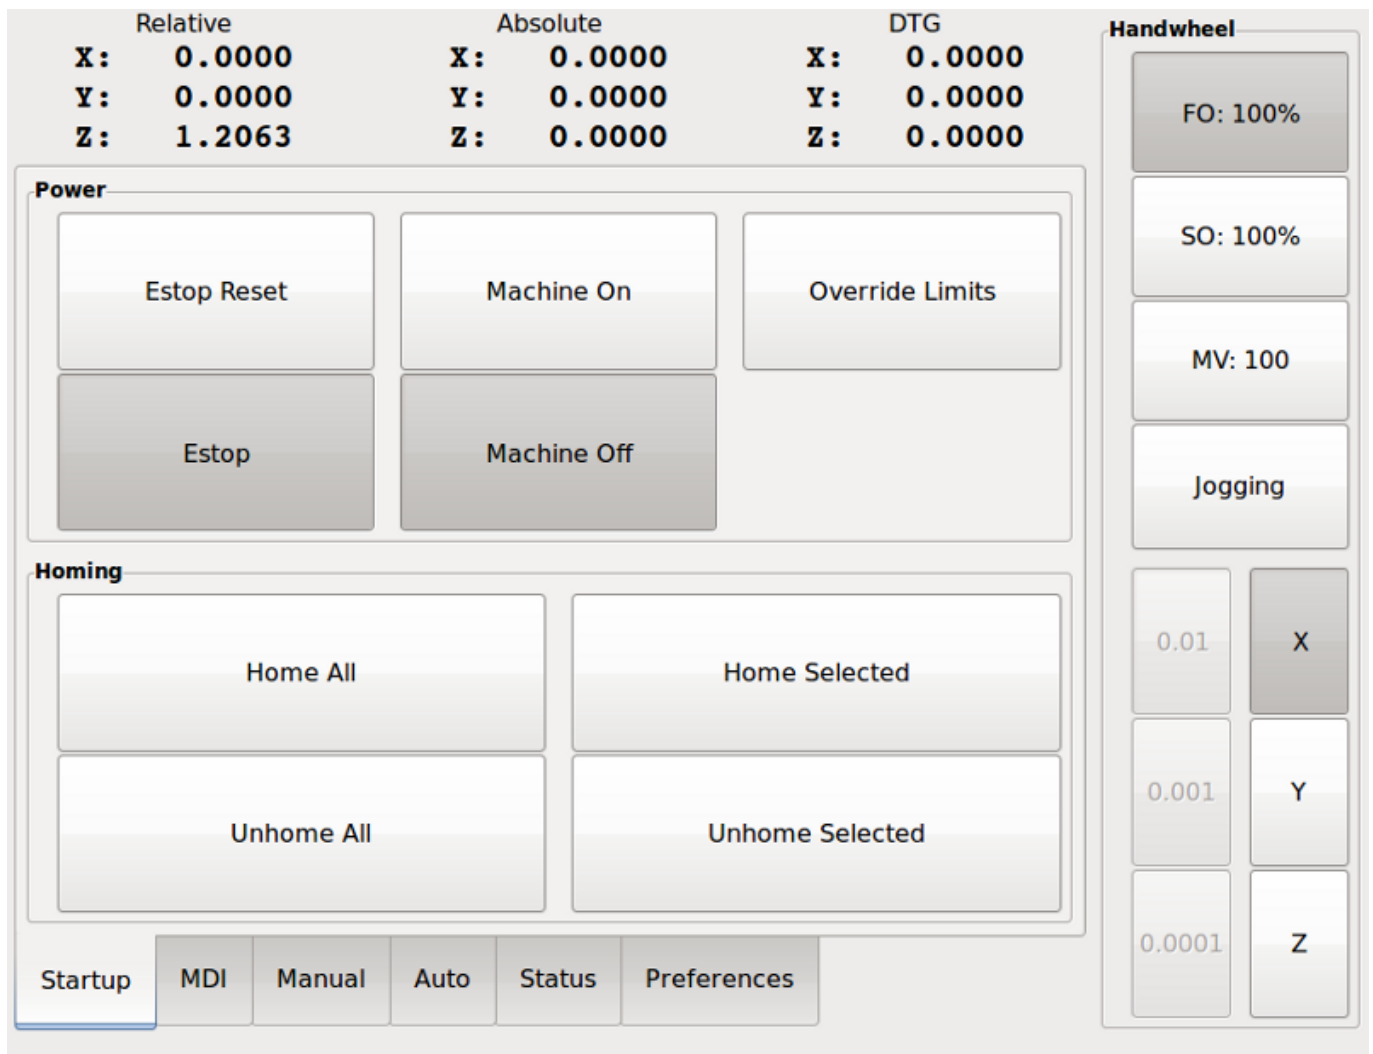 Relative Absolute DTG
X: 0.0000 X: 0.0000 X: 0.0000
Y: 0.0000 Y: 0.0000 Y: 0.0000
Z: 1.2063 Z: 0.0000 Z: 0.0000
Power
Estop Reset Machine On Override Limits
Estop Machine Off
Homing
Home All Home Selected
Unhome All Unhome Selected
Startup MDI Manual Auto Status Preferences
Handwheel
FO: 100%
SO: 100%
MV: 100
Jogging
0.01 X
0.001 Y
0.0001 Z